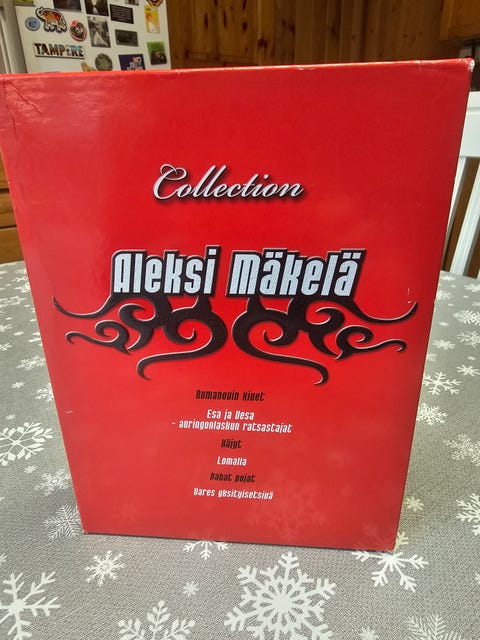 TAMPERE
Collection
Aleksi Mäkelä
Romanovin kivet
Esa ja Vesa
- auringonlaskun ratsastajat
Häjyt
Lomalla
Pahat pojat
Vares yksityisetsivä